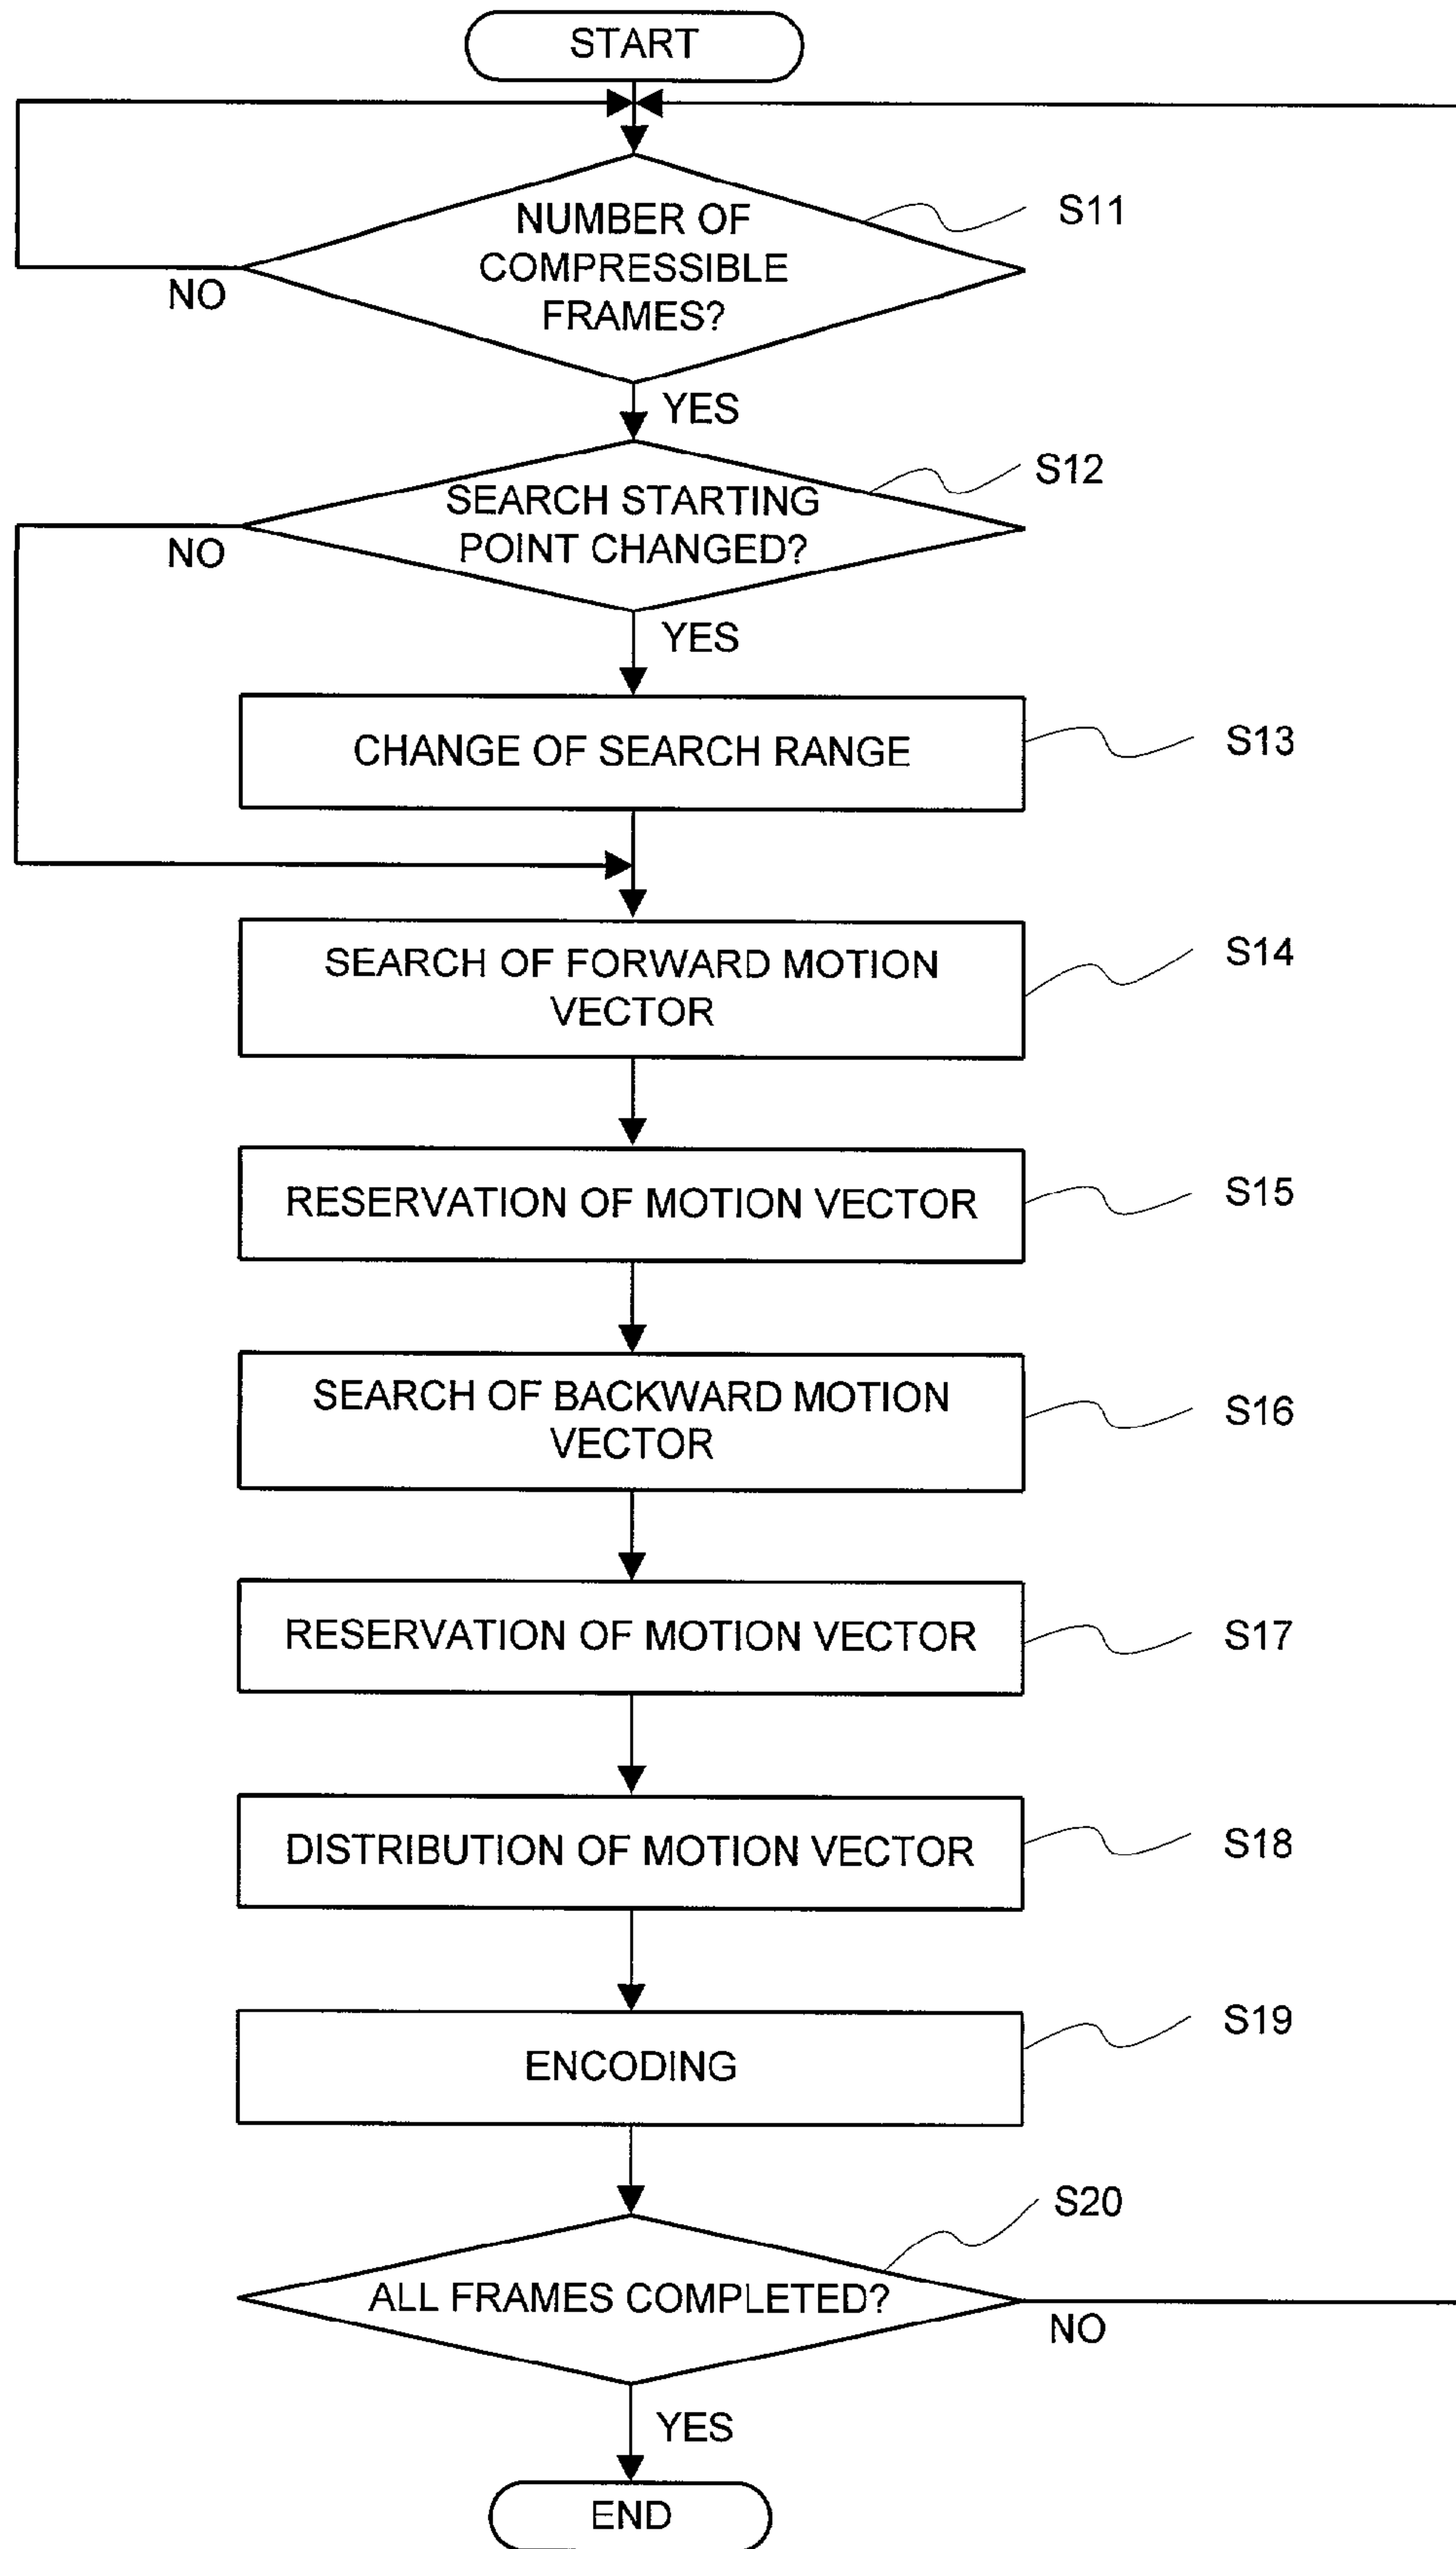 START
NUMBER OF
COMPRESSIBLE
FRAMES?
S11
NO
YES
SEARCH STARTING
POINT CHANGED?
S12
NO
YES
CHANGE OF SEARCH RANGE
S13
SEARCH OF FORWARD MOTION
VECTOR
S14
RESERVATION OF MOTION VECTOR
S15
SEARCH OF BACKWARD MOTION
VECTOR
S16
RESERVATION OF MOTION VECTOR
S17
DISTRIBUTION OF MOTION VECTOR
S18
ENCODING
S19
ALL FRAMES COMPLETED?
S20
NO
YES
END